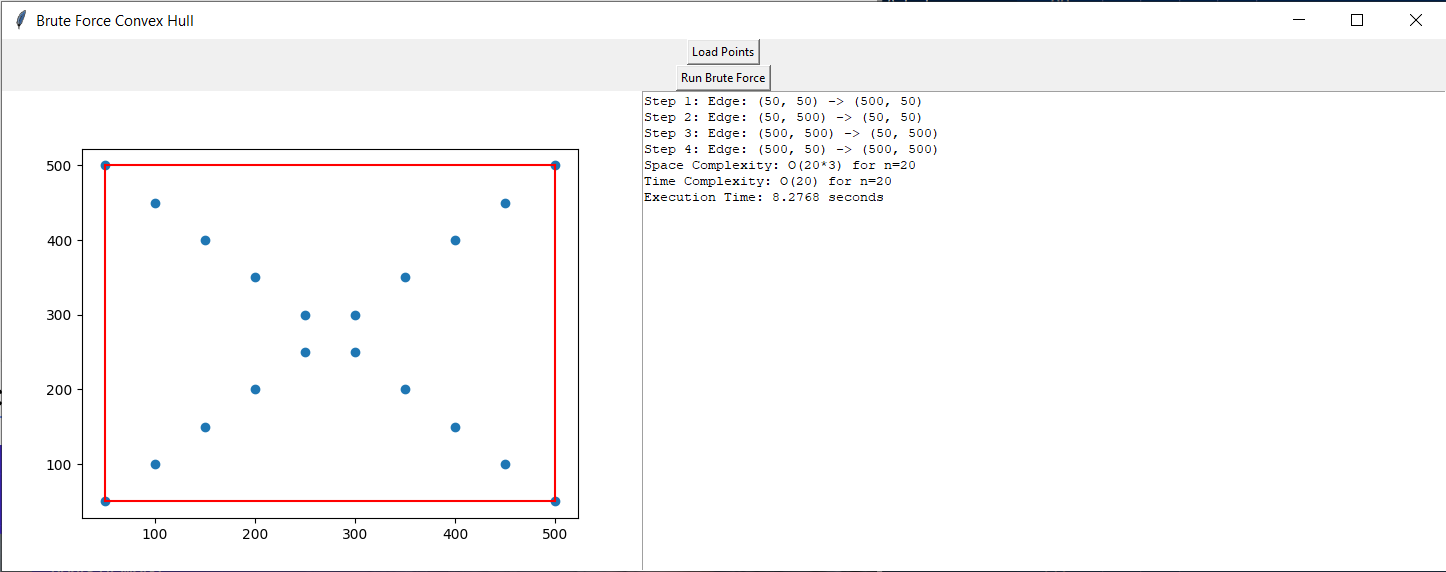 Brute Force Convex Hull
Load Points
Run Brute Force
Step 1: Edge: (50, 50) -> (500, 50)
Step 2: Edge: (50, 500) -> (50, 50)
Step 3: Edge: (500, 500) -> (50, 500)
Step 4: Edge: (500, 50) -> (500, 500)
Space Complexity: O(20*3) for n=20
Time Complexity: O(20) for n=20
Execution Time: 8.2768 seconds
500
400
300
200
100
100 200 300 400 500